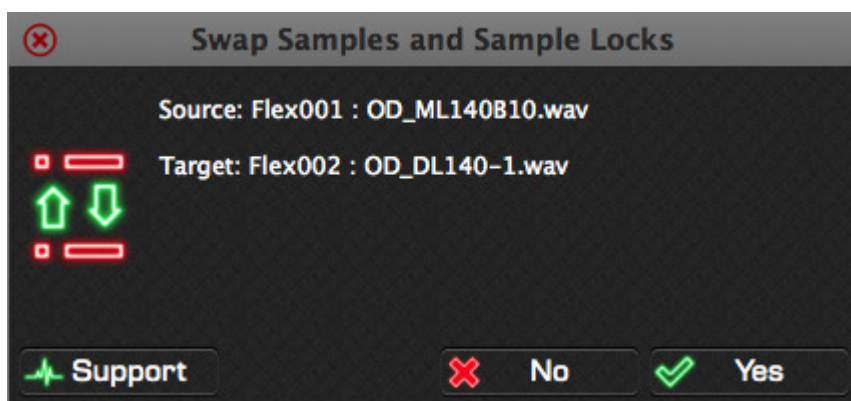 Swap Samples and Sample Locks
Source: Flex001 : OD_ML140B10.wav
Target: Flex002 : OD_DL140-1.wav
Support
No
Yes